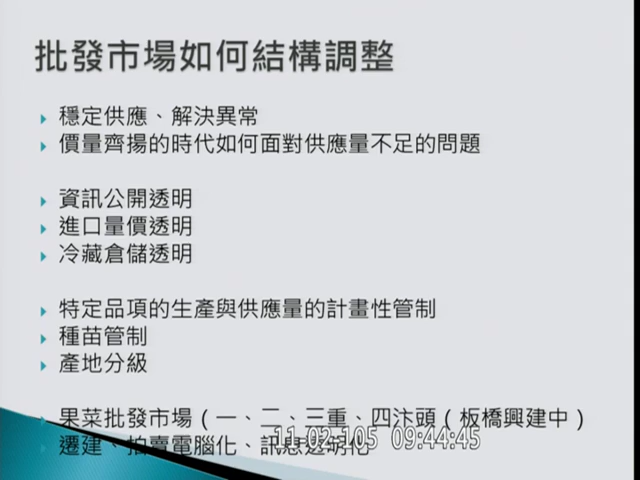 批發市場如何結構調整
穩定供應、解決異常
價量齊揚的時代如何面對供應量不足的問題
資訊公開透明
進口量價透明
冷藏倉儲透明
特定品項的生產與供應量的計畫性管制
種苗管制
產地分級
果菜批發市場（一、二、三重、四汴頭（板橋興建中）
遷建、拍賣電腦化、訊息透明化
11 02 105 09:44:45